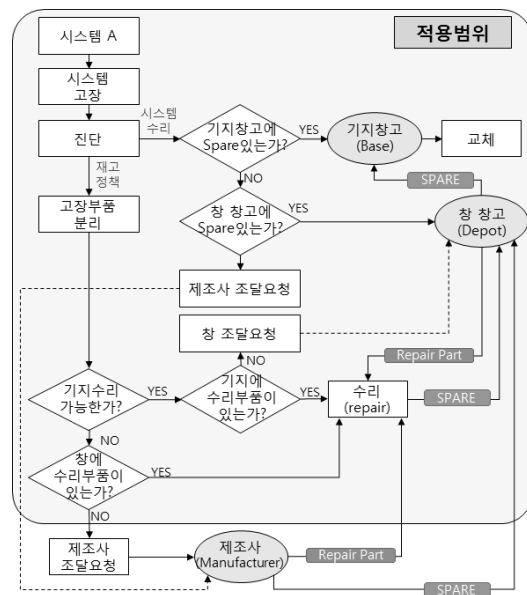 적용범위
시스템 A
시스템
고장
진단
시스템
수리
재고
정책
고장부품
분리
기지창고에
Spare있는가?
YES
기지창고
(Base)
교체
NO
SPARE
창 창고에
Spare있는가?
YES
창 창고
(Depot)
NO
제조사 조달요청
창 조달요청
NO
Repair Part
기지수리
가능한가?
YES
기지에
수리부품이
있는가?
YES
수리
(repair)
SPARE
NO
창에
수리부품이
있는가?
YES
NO
제조사
조달요청
제조사
(Manufacturer)
Repair Part
SPARE